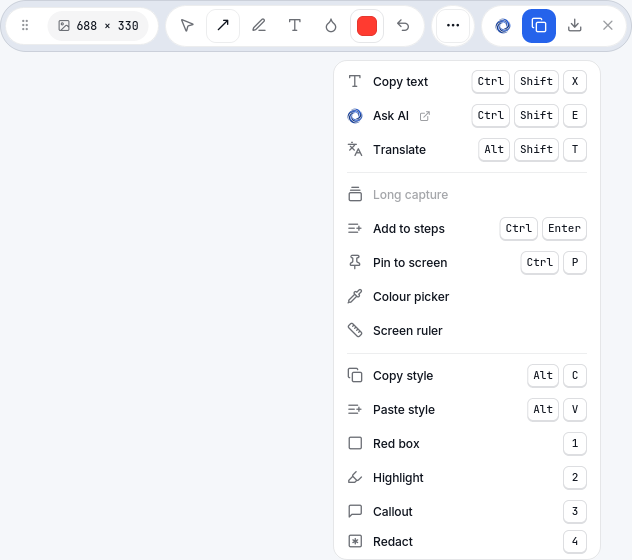 688 × 330
T
Copy text Ctrl Shift X
Ask AI Ctrl Shift E
Translate Alt Shift T
Long capture
Add to steps Ctrl Enter
Pin to screen Ctrl P
Colour picker
Screen ruler
Copy style Alt C
Paste style Alt V
Red box 1
Highlight 2
Callout 3
Redact 4